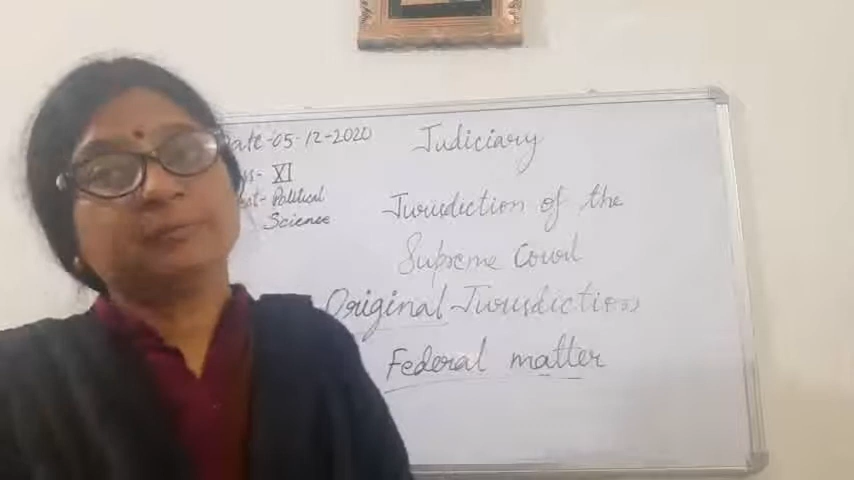 Date-05-12-2020
Judiciary
XI
Political
Science
Jurisdiction of the
Supreme Court
Original Jurisdiction
Federal matter